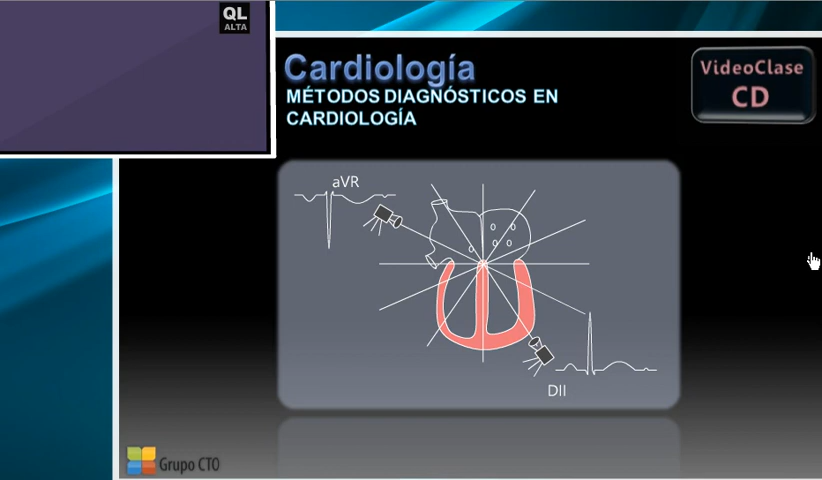 QL
ALTA
Cardiología
MÉTODOS DIAGNÓSTICOS EN
CARDIOLOGÍA
VideoClase
CD
aVR
DII
Grupo CTO